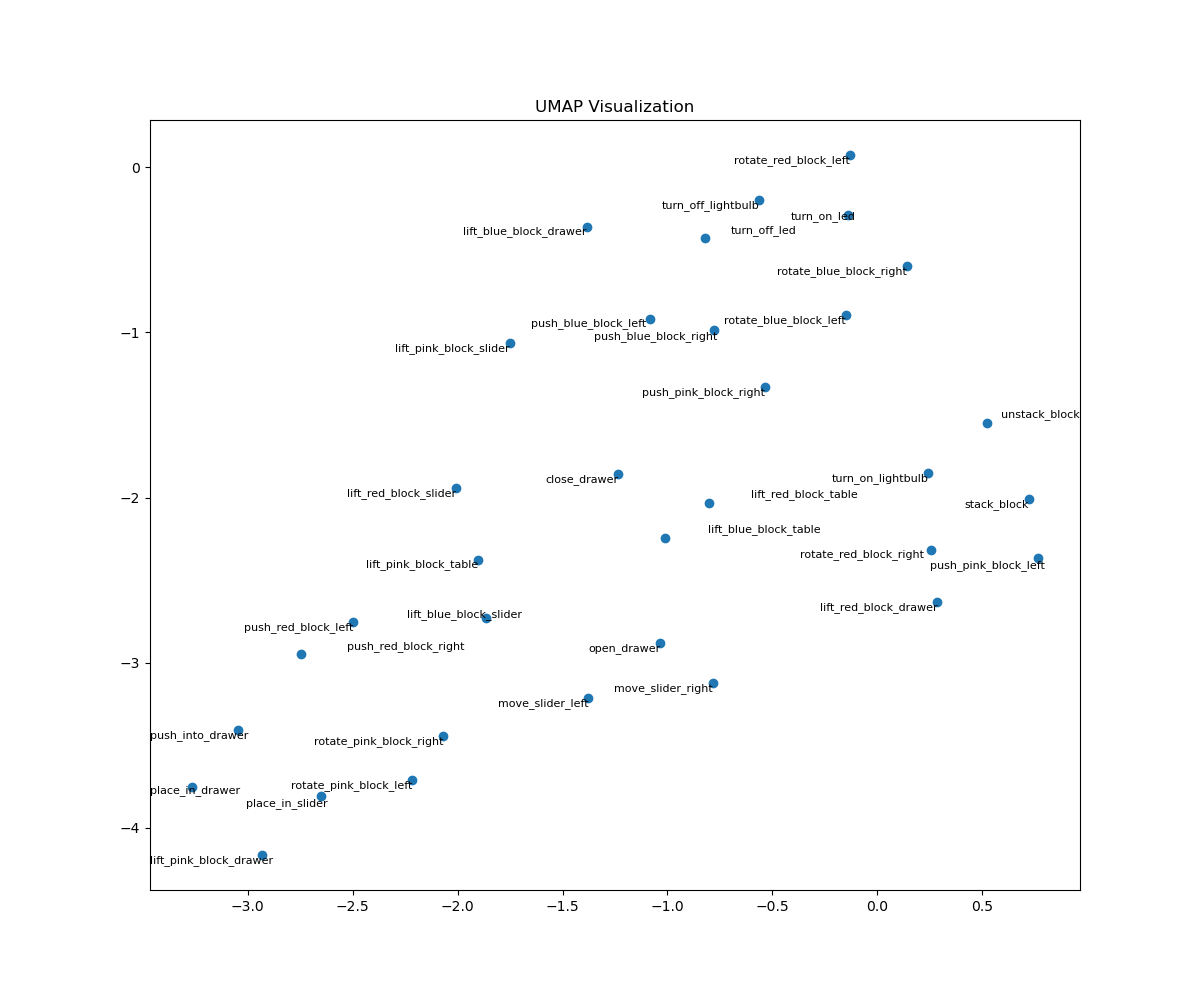 UMAP Visualization
0
rotate_red_block_left
turn_off_lightbulb
turn_on_led
lift_blue_block_drawer
turn_off_led
rotate_blue_block_right
−1
push_blue_block_left
rotate_blue_block_left
push_blue_block_right
lift_pink_block_slider
push_pink_block_right
unstack_block
close_drawer
turn_on_lightbulb
−2
lift_red_block_slider
lift_red_block_table
stack_block
lift_blue_block_table
rotate_red_block_right
lift_pink_block_table
push_pink_block_left
lift_red_block_drawer
lift_blue_block_slider
push_red_block_left
push_red_block_right
open_drawer
−3
move_slider_right
move_slider_left
push_into_drawer
rotate_pink_block_right
rotate_pink_block_left
place_in_drawer
place_in_slider
−4
lift_pink_block_drawer
−3.0 −2.5 −2.0 −1.5 −1.0 −0.5 0.0 0.5